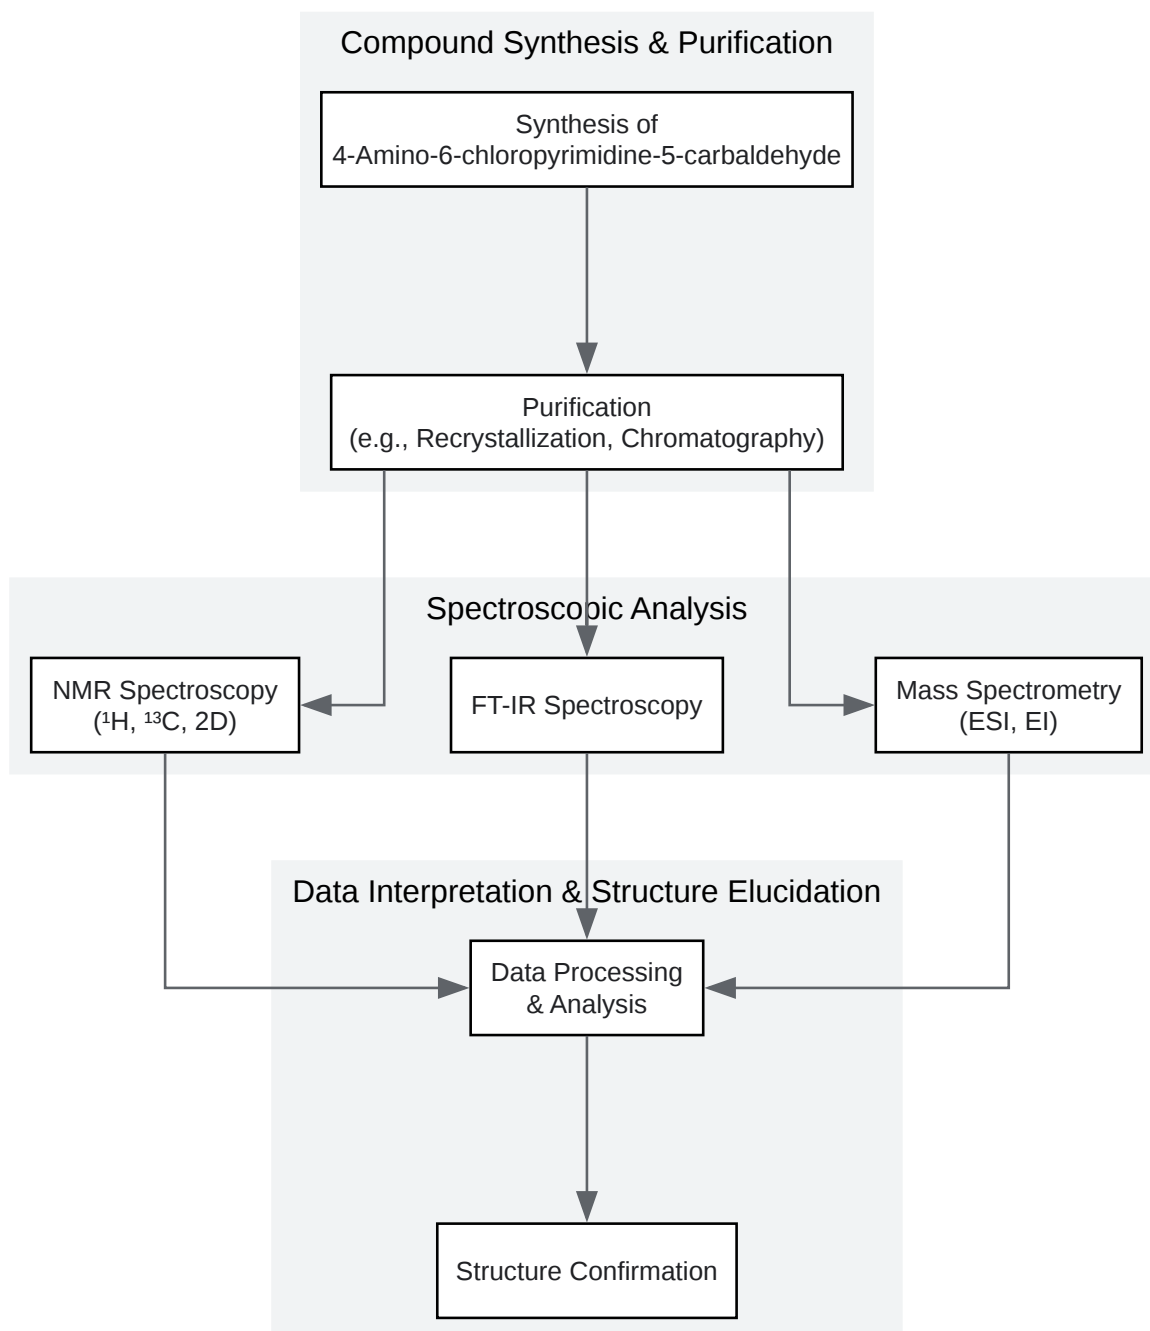 Compound Synthesis & Purification
Synthesis of
4-Amino-6-chloropyrimidine-5-carbaldehyde
Purification
(e.g., Recrystallization, Chromatography)
Spectroscopic Analysis
NMR Spectroscopy
(¹H, ¹³C, 2D)
FT-IR Spectroscopy
Mass Spectrometry
(ESI, EI)
Data Interpretation & Structure Elucidation
Data Processing
& Analysis
Structure Confirmation